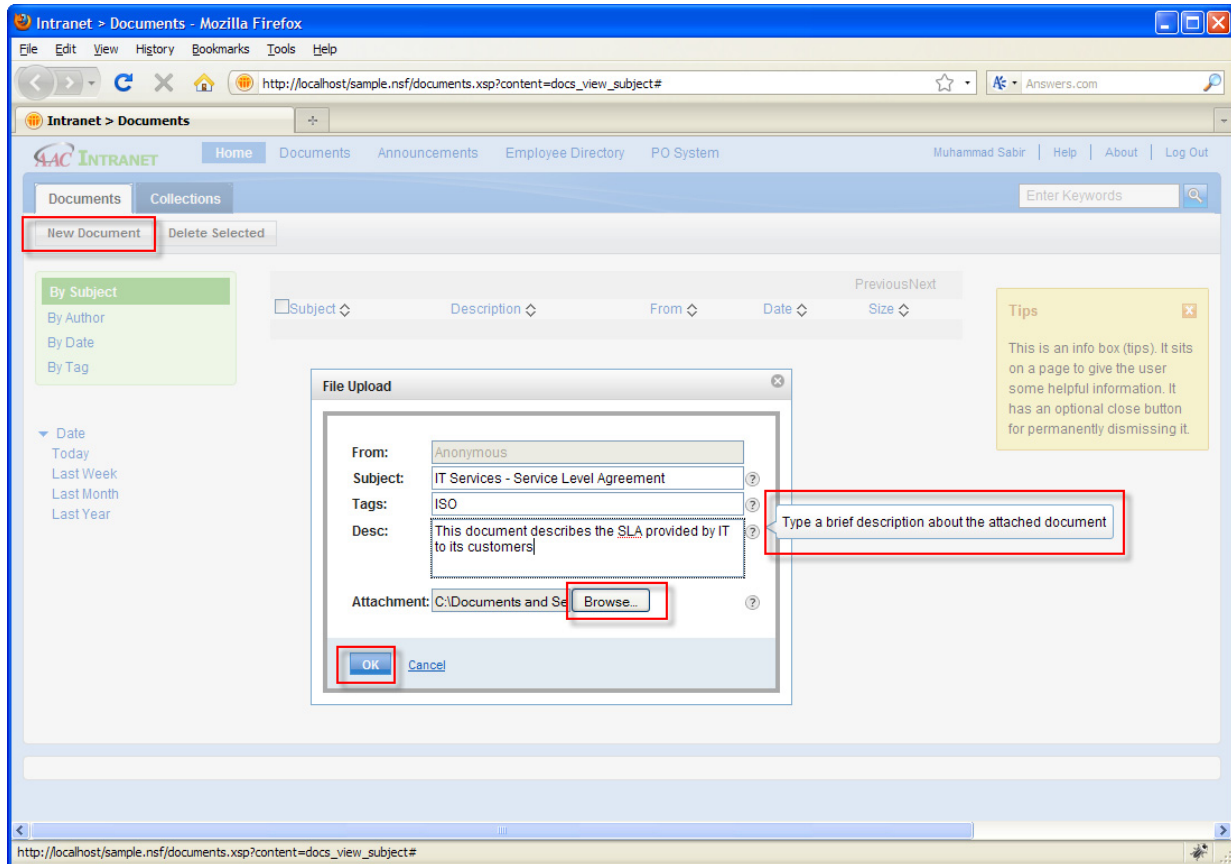 Intranet > Documents - Mozilla Firefox
File Edit View History Bookmarks Tools Help
http://localhost/sample.nsf/documents.xsp?content=docs_view_subject#
Answers.com
Intranet > Documents
AAC INTRANET
Home Documents Announcements Employee Directory PO System
Muhammad Sabir | Help | About | Log Out
Documents Collections
Enter Keywords
New Document Delete Selected
By Subject
By Author
By Date
By Tag
Date
Today
Last Week
Last Month
Last Year
PreviousNext
Subject Description From Date Size
Tips
This is an info box (tips). It sits
on a page to give the user
some helpful information. It
has an optional close button
for permanently dismissing it.
File Upload
From: Anonymous
Subject: IT Services - Service Level Agreement
Tags: ISO
Desc: This document describes the SLA provided by IT
to its customers
Type a brief description about the attached document
Attachment: C:\Documents and Se Browse...
OK Cancel
http://localhost/sample.nsf/documents.xsp?content=docs_view_subject#